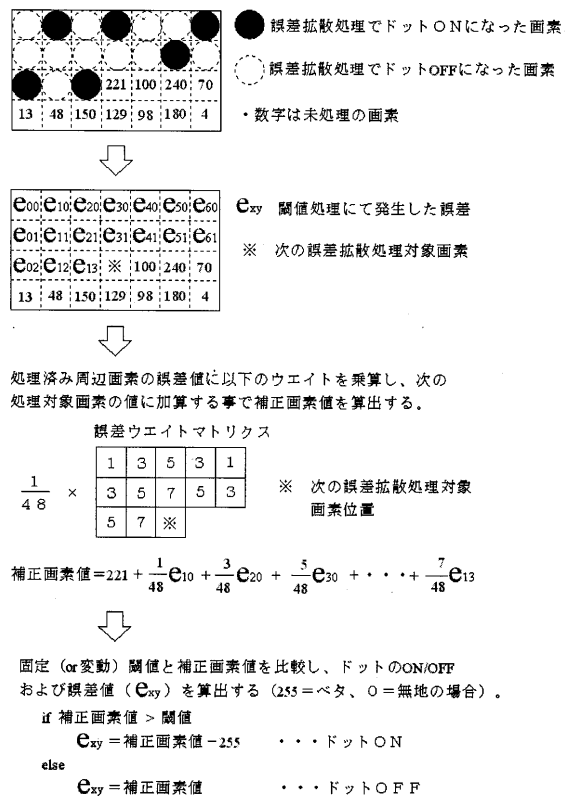 誤差拡散処理でドットONになった画素
誤差拡散処理でドットOFFになった画素
221 100 240 70
13 48 150 129 98 180 4
・数字は未処理の画素
e00 e10 e20 e30 e40 e50 e60
e01 e11 e21 e31 e41 e51 e61
e02 e12 e13 ※ 100 240 70
13 48 150 129 98 180 4
exy 閾値処理にて発生した誤差
※ 次の誤差拡散処理対象画素
処理済み周辺画素の誤差値に以下のウエイトを乗算し、次の
処理対象画素の値に加算する事で補正画素値を算出する。
誤差ウエイトマトリクス
1/48 ×
1 3 5 3 1
3 5 7 5 3
5 7 ※
※ 次の誤差拡散処理対象
画素位置
補正画素値=221+1/48e10+3/48e20+5/48e30+・・・+7/48e13
固定(or変動)閾値と補正画素値を比較し、ドットのON/OFF
および誤差値(exy)を算出する(255=ベタ、0=無地の場合)。
if 補正画素値>閾値
exy=補正画素値−255 ・・・ドットON
else
exy=補正画素値 ・・・ドットOFF